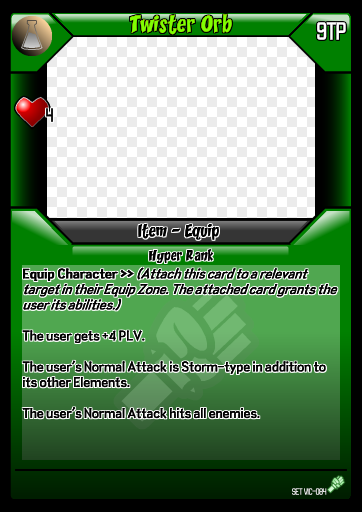 Twister Orb
9TP
4
Item - Equip
Hyper Rank
Equip Character >> (Attach this card to a relevant
target in their Equip Zone. The attached card grants the
user its abilities.)
The user gets +4 PLV.
The user's Normal Attack is Storm-type in addition to
its other Elements.
The user's Normal Attack hits all enemies.
SET VIC-084